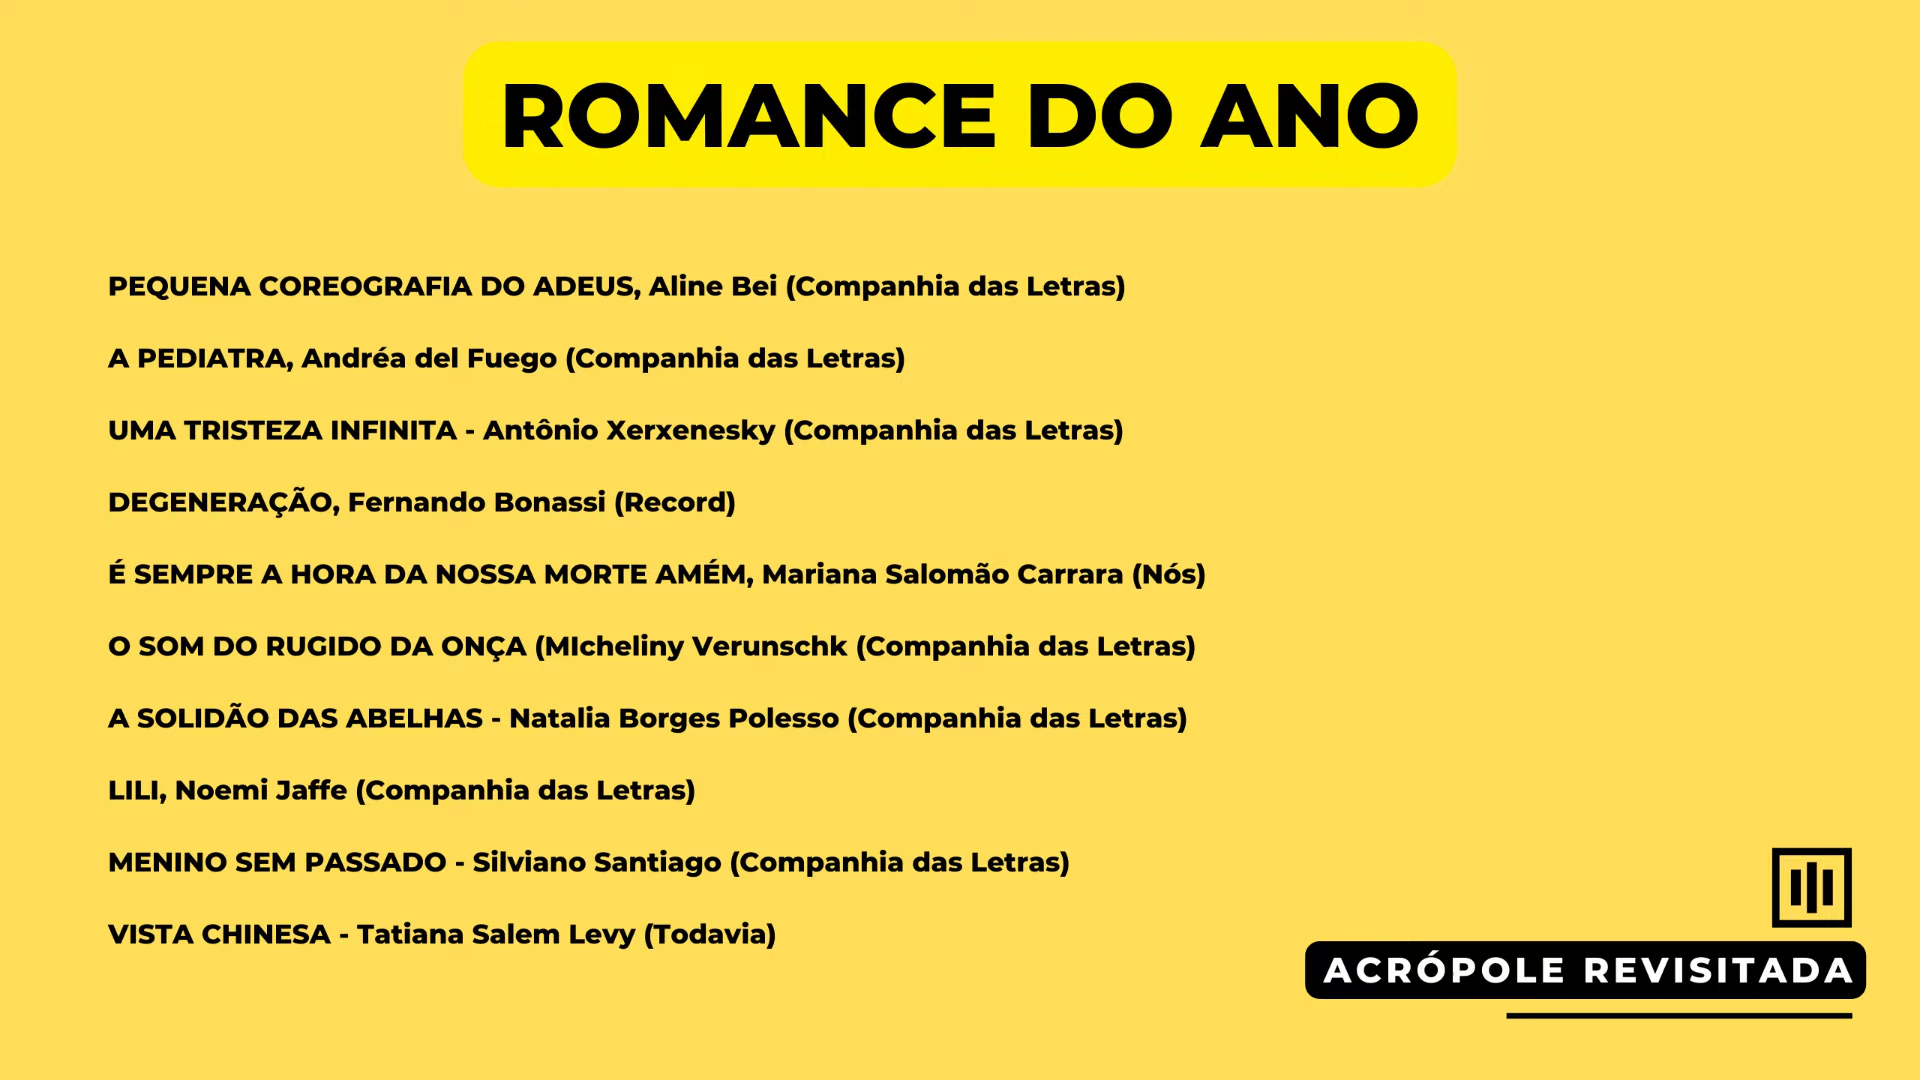 ROMANCE DO ANO
PEQUENA COREOGRAFIA DO ADEUS, Aline Bei (Companhia das Letras)
A PEDIATRA, Andréa del Fuego (Companhia das Letras)
UMA TRISTEZA INFINITA - Antônio Xerxenesky (Companhia das Letras)
DEGENERAÇÃO, Fernando Bonassi (Record)
É SEMPRE A HORA DA NOSSA MORTE AMÉM, Mariana Salomão Carrara (Nós)
O SOM DO RUGIDO DA ONÇA (MIcheliny Verunschk (Companhia das Letras)
A SOLIDÃO DAS ABELHAS - Natalia Borges Polesso (Companhia das Letras)
LILI, Noemi Jaffe (Companhia das Letras)
MENINO SEM PASSADO - Silviano Santiago (Companhia das Letras)
VISTA CHINESA - Tatiana Salem Levy (Todavia)
ACRÓPOLE REVISITADA